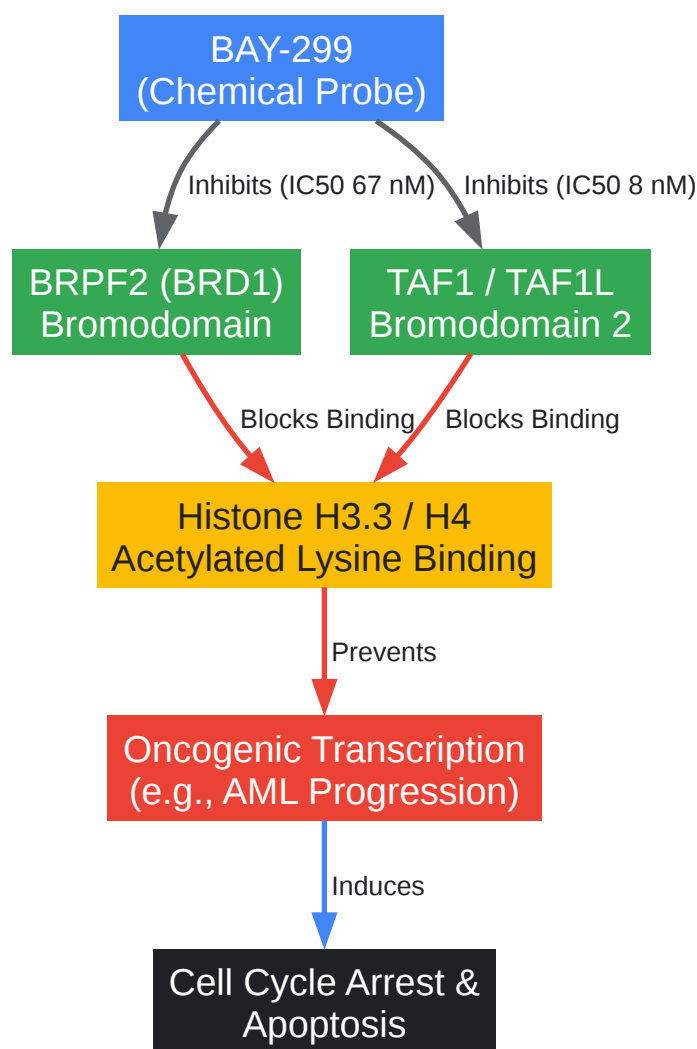 BAY-299
(Chemical Probe)
Inhibits (IC50 67 nM)
Inhibits (IC50 8 nM)
BRPF2 (BRD1)
Bromodomain
TAF1 / TAF1L
Bromodomain 2
Blocks Binding
Blocks Binding
Histone H3.3 / H4
Acetylated Lysine Binding
Prevents
Oncogenic Transcription
(e.g., AML Progression)
Induces
Cell Cycle Arrest &
Apoptosis